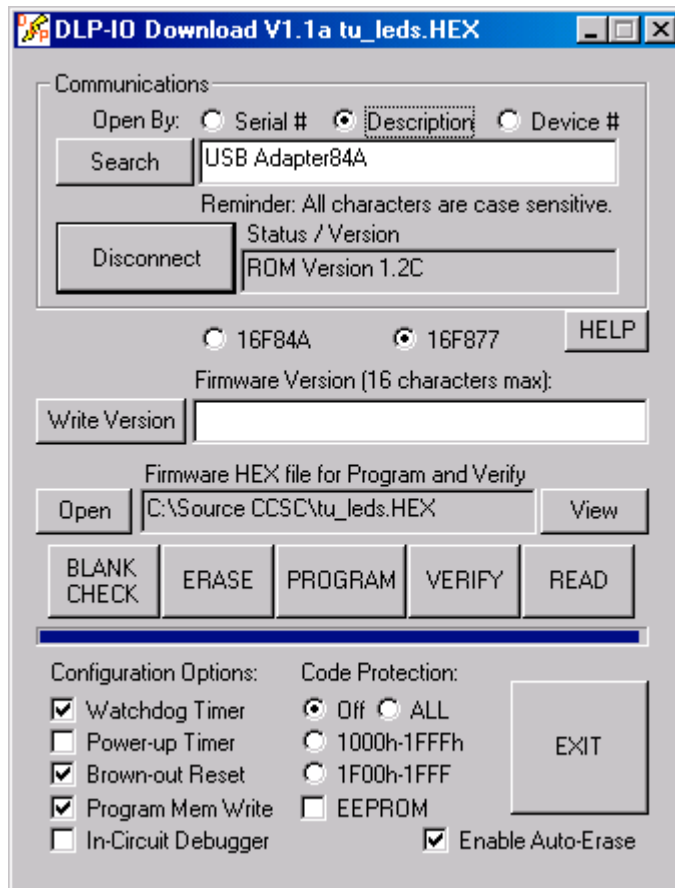 DLP-IO Download V1.1a tu_leds.HEX
Communications
Open By: Serial # Description Device #
Search USB Adapter84A
Reminder: All characters are case sensitive.
Status / Version
Disconnect ROM Version 1.2C
16F84A 16F877 HELP
Firmware Version (16 characters max):
Write Version
Firmware HEX file for Program and Verify
Open C:\Source CCSC\tu_leds.HEX View
BLANK CHECK ERASE PROGRAM VERIFY READ
Configuration Options: Code Protection:
Watchdog Timer Off ALL
Power-up Timer 1000h-1FFFh
Brown-out Reset 1F00h-1FFF
Program Mem Write EEPROM
EXIT
In-Circuit Debugger Enable Auto-Erase